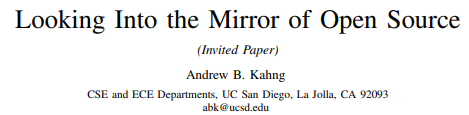 Looking Into the Mirror of Open Source
(Invited Paper)
Andrew B. Kahng
CSE and ECE Departments, UC San Diego, La Jolla, CA 92093
abk@ucsd.edu